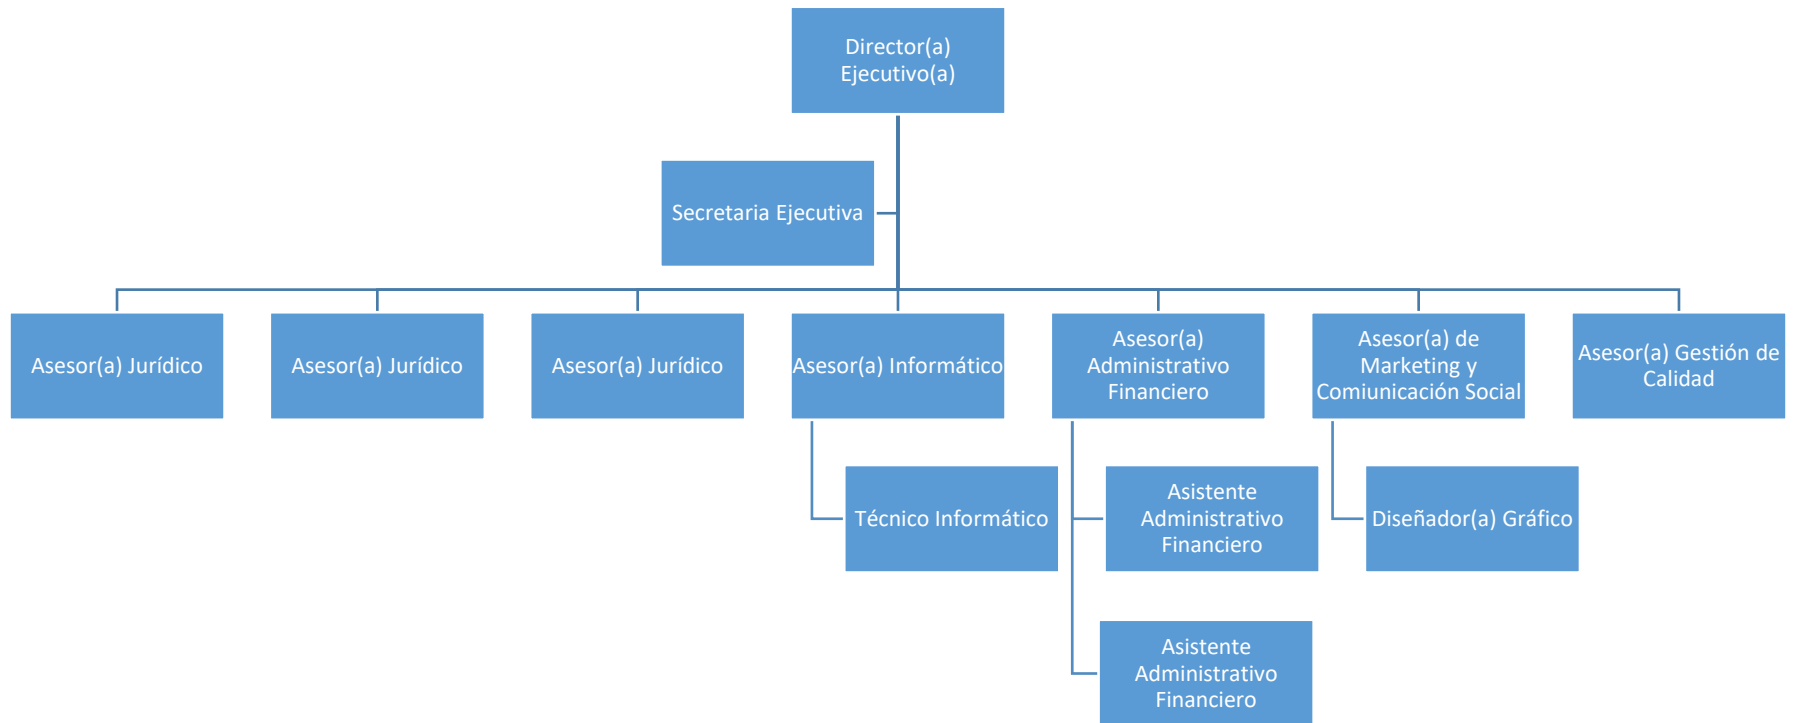 Director(a)
Ejecutivo(a)
Secretaria Ejecutiva
Asesor(a) Jurídico
Asesor(a) Jurídico
Asesor(a) Jurídico
Asesor(a) Informático
Asesor(a)
Administrativo
Financiero
Asesor(a) de
Marketing y
Comiunicación Social
Asesor(a) Gestión de
Calidad
Técnico Informático
Asistente
Administrativo
Financiero
Diseñador(a) Gráfico
Asistente
Administrativo
Financiero